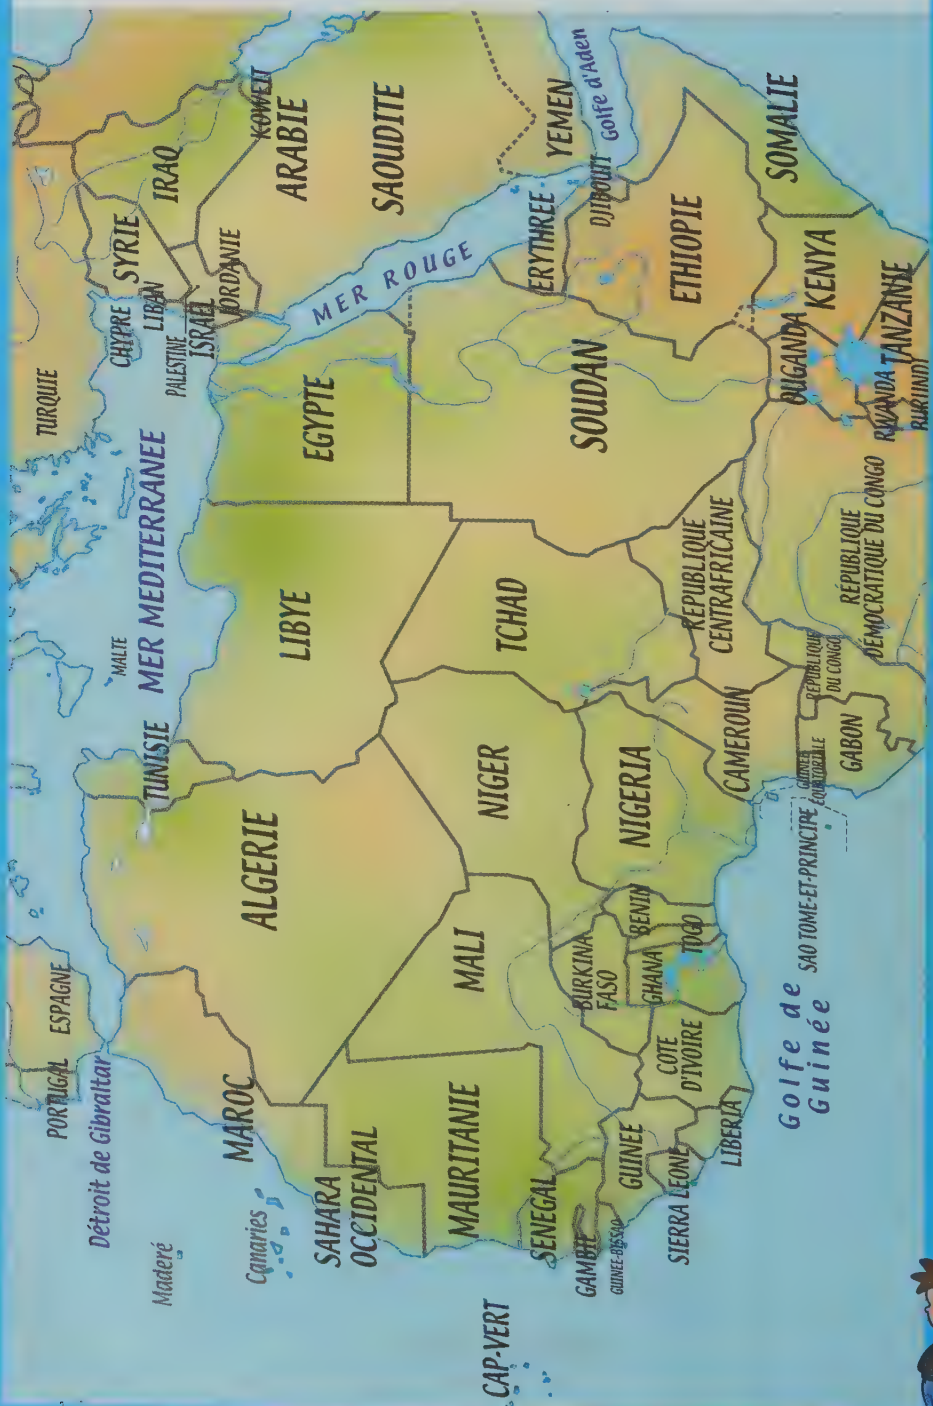 PORTUGAL
ESPAGNE
TURQUIE
Détroit de Gibraltar
MALTE
CHYPRE
SYRIE
LIBAN
IRAQ
Maderé
TUNISIE
MER MEDITERRANEE
PALESTINE
ISRAEL
JORDANIE
KOWEIT
MAROC
Canaries
ALGERIE
LIBYE
EGYPTE
ARABIE
SAOUDITE
SAHARA
OCCIDENTAL
MER ROUGE
MAURITANIE
MALI
NIGER
TCHAD
SOUDAN
ERYTHREE
YEMEN
CAP-VERT
SENEGAL
GAMBIE
GUINEE-BISSAO
GUINEE
SIERRA LEONE
LIBERIA
BURKINA
FASO
COTE
D'IVOIRE
GHANA
TOGO
BENIN
NIGERIA
CAMEROUN
RÉPUBLIQUE
CENTRAFRICAINE
ETHIOPIE
DJIBOUTI
Golfe d'Aden
SOMALIE
Golfe de
Guinée
SAO TOME-ET-PRINCIPE
GUINEE
EQUATORIALE
GABON
REPUBLIQUE
DU CONGO
RÉPUBLIQUE
DÉMOCRATIQUE DU CONGO
OUGANDA
KENYA
RWANDA
BURUNDI
TANZANIE